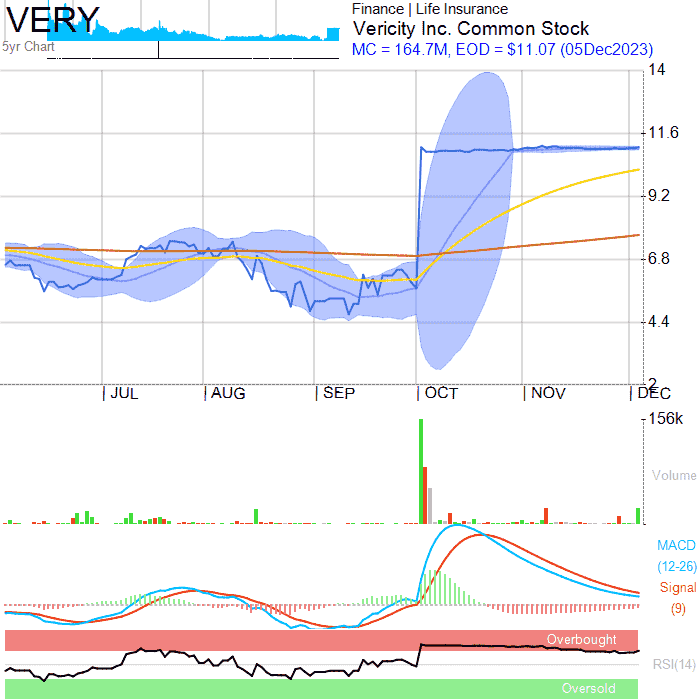 VERY
5yr Chart
Finance | Life Insurance
Vericity Inc. Common Stock
MC = 164.7M, EOD = $11.07 (05Dec2023)
14
11.6
9.2
6.8
4.4
2
JUL AUG SEP OCT NOV DEC
156k
Volume
MACD
(12-26)
Signal
(9)
Overbought
RSI(14)
Oversold